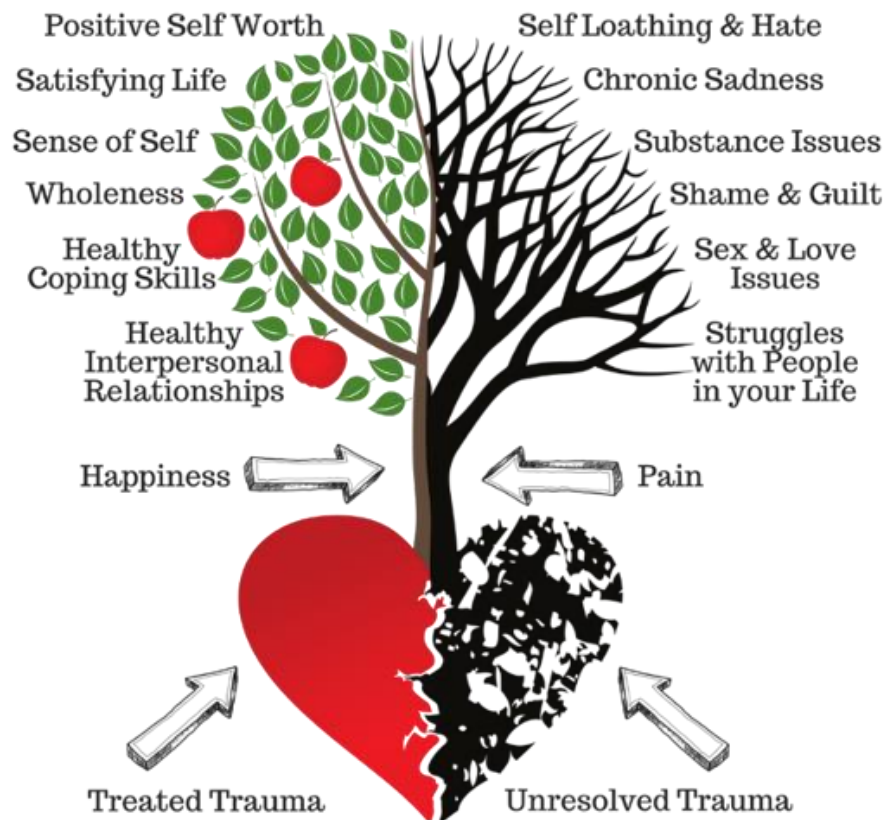 Positive Self Worth
Satisfying Life
Sense of Self
Wholeness
Healthy
Coping Skills
Healthy
Interpersonal
Relationships
Happiness
Treated Trauma
Self Loathing & Hate
Chronic Sadness
Substance Issues
Shame & Guilt
Sex & Love
Issues
Struggles
with People
in your Life
Pain
Unresolved Trauma